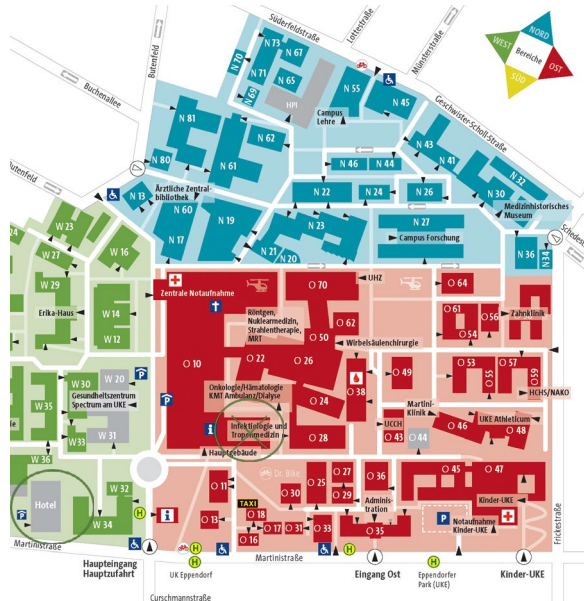 Süderfeldstraße
Lottestraße
Münsterstraße
Geschwister-Scholl-Straße
Butenfeld
Buchenallee
NORD
WEST
Bereiche
OST
SÜD
N 73
N 67
N 70
N 71
N 65
N 69
HPI
N 55
N 45
Campus
Lehre
N 81
N 62
N 80
N 61
N 43
N 41
N 32
N 30
N 46
N 44
N 22
N 24
N 26
Butenfeld
N 13
Ärztliche Zentral-
bibliothek
N 60
N 19
N 17
N 21
N 20
N 23
N 27
Campus Forschung
Medizinhistorisches
Museum
N 36
N 34
W 23
W 27
W 16
W 29
Erika-Haus
W 14
W 12
Zentrale Notaufnahme
O 70
UHZ
O 64
Röntgen,
Nuklearmedizin,
Strahlentherapie,
MRT
O 62
O 50
Wirbelsäulenchirurgie
O 61
O 56
O 54
Zahnklinik
O 10
O 22
O 26
O 24
O 38
O 49
O 53
O 57
O 55
O 59
HCHS/NAKO
Onkologie/Hämatologie
KMT Ambulanz/Dialyse
Infektiologie und
Tropenmedizin
O 28
Hauptgebäude
Martini-
Klinik
UCCH
O 43
O 44
O 46
UKE Athleticum
O 48
W 30
W 20
Gesundheitszentrum
Spectrum am UKE
W 35
W 31
W 33
W 36
W 32
Hotel
W 34
O 11
O 13
TAXI
O 18
O 17
O 16
Dr. Bike
O 30
O 31
O 25
O 27
O 29
O 33
O 36
Adminis-
tration
O 35
O 45
O 47
Kinder-UKE
P
Notaufnahme
Kinder-UKE
Frickestraße
Martinistraße
Martinistraße
Haupteingang
Hauptzufahrt
UK Eppendorf
Eingang Ost
Eppendorfer
Park (UKE)
Kinder-UKE
Curschmannstraße